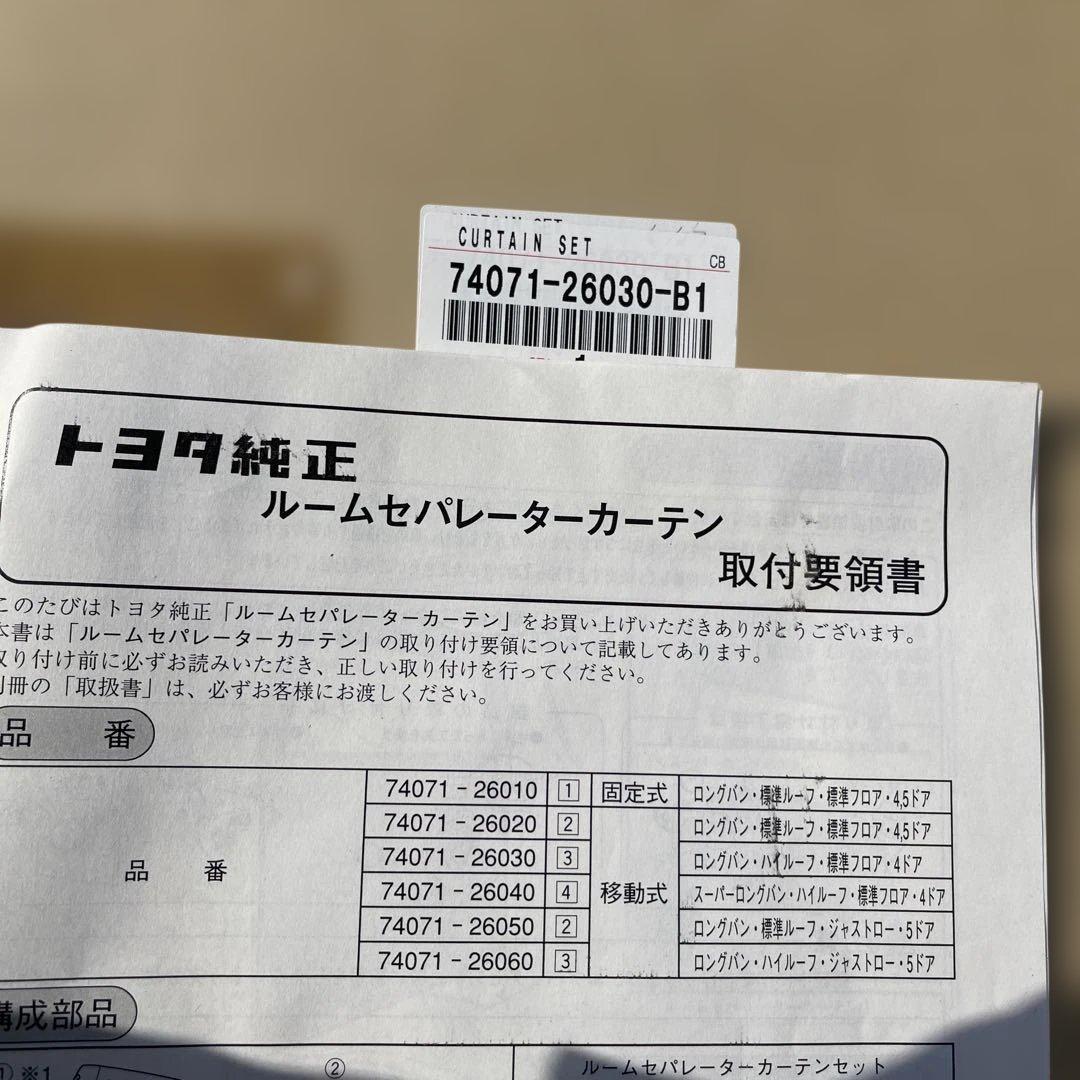 CURTAIN SET
CB
74071-26030-B1
トヨタ純正
ルームセパレーターカーテン
取付要領書
このたびはトヨタ純正「ルームセパレーターカーテン」をお買い上げいただきありがとうございます。
本書は「ルームセパレーターカーテン」の取り付け要領について記載してあります。
取り付け前に必ずお読みいただき、正しい取り付けを行ってください。
別冊の「取扱書」は、必ずお客様にお渡しください。
品 番
品 番
74071-26010 1 固定式 ロングバン・標準ルーフ・標準フロア・4,5ドア
74071-26020 2 ロングバン・標準ルーフ・標準フロア・4,5ドア
74071-26030 3 ロングバン・ハイルーフ・標準フロア・4ドア
74071-26040 4 移動式 スーパーロングバン・ハイルーフ・標準フロア・4ドア
74071-26050 2 ロングバン・標準ルーフ・ジャストロー・5ドア
74071-26060 3 ロングバン・ハイルーフ・ジャストロー・5ドア
構成部品
① ※1 ② ルームセパレーターカーテンセット